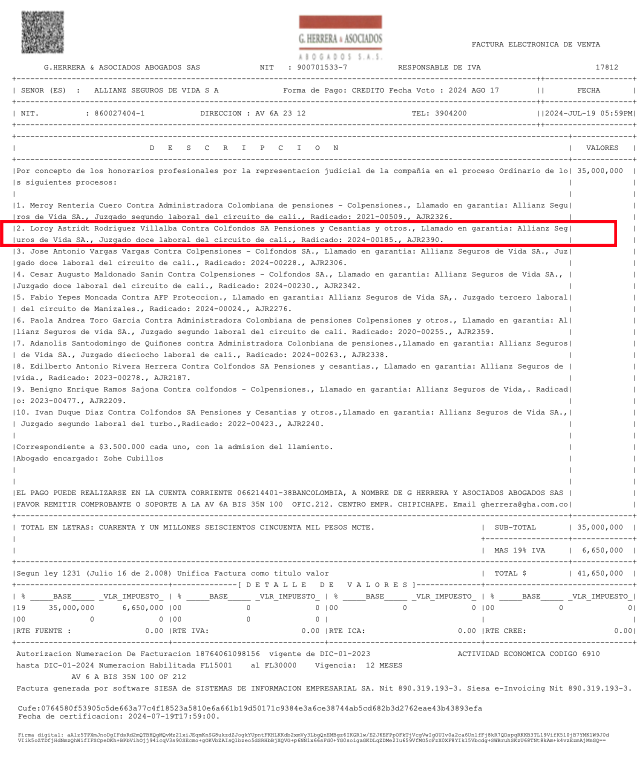 G. HERRERA & ASOCIADOS
ABOGADOS S.A.S.
FACTURA ELECTRONICA DE VENTA
G.HERRERA & ASOCIADOS ABOGADOS SAS NIT : 900701533-7 RESPONSABLE DE IVA 17812
SENOR (ES) : ALLIANZ SEGUROS DE VIDA S A Forma de Pago: CREDITO Fecha Vcto : 2024 AGO 17 || FECHA
NIT. : 860027404-1 DIRECCION : AV 6A 23 12 TEL: 3904200 ||2024-JUL-19 05:59PM|
D E S C R I P C I O N | VALORES
|Por concepto de los honorarios profesionales por la representacion judicial de la compañia en el proceso Ordinario de lo| 35,000,000
|s siguientes procesos:
|1. Mercy Renteria Cuero Contra Administradora Colombiana de pensiones - Colpensiones., Llamado en garantia: Allianz Segu|
|ros de Vida SA., Juzgado segundo laboral del circuito de cali., Radicado: 2021-00509., AJR2326.
|2. Lorcy Astridt Rodriguez Villalba Contra Colfondos SA Pensiones y Cesantias y otros., Llamado en garantia: Allianz Seg|
|uros de Vida SA., Juzgado doce laboral del circuito de cali., Radicado: 2024-00185., AJR2390.
|3. Jose Antonio Vargas Vargas Contra Colpensiones - Colfondos SA., Llamado en garantia: Allianz Seguros de Vida SA., Juz|
|gado doce laboral del circuito de cali., Radicado: 2024-00228., AJR2306.
|4. Cesar Augusto Maldonado Sanin Contra Colpensiones - Colfondos SA., Llamado en garantia: Allianz Seguros de Vida SA.,
|Juzgado doce laboral del circuito de cali., Radicado: 2024-00230., AJR2342.
|5. Fabio Yepes Moncada Contra AFP Proteccion., Llamado en garantia: Allianz Seguros de Vida SA,. Juzgado tercero laboral|
|del circuito de Manizales., Radicado: 2024-00024., AJR2276.
|6. Paola Andrea Toro Garcia Contra Administradora Colombiana de pensiones Colpensiones y otros., Llamado en garantia: Al|
|lianz Seguros de Vida SA., Juzgado segundo laboral del circuito de cali. Radicado: 2020-00255., AJR2359.
|7. Adanolis Santodomingo de Quiñones contra Administradora Colonbiana de pensiones.,Llamado en garantia: Allianz Seguros|
| de Vida SA., Juzgado dieciocho laboral de cali., Radicado: 2024-00263, AJR2338.
|8. Edilberto Antonio Rivera Herrera Contra Colfondos SA Pensiones y cesantias., Llamado en garantia: Allianz Seguros de
|vida., Radicado: 2023-00278., AJR2187.
|9. Benigno Enrique Ramos Sajona Contra colfondos - Colpensiones., Llamado en garantia: Allianz Seguros de Vida,. Radicad|
|o: 2023-00477., AJR2209.
|10. Ivan Duque Diaz Contra Colfondos SA Pensiones y Cesantias y otros.,Llamado en garantia: Allianz Seguros de Vida SA.,|
| Juzgado segundo laboral del turbo.,Radicado: 2022-00423., AJR2240.
|Correspondiente a $3.500.000 cada uno, con la admision del llamiento.
|Abogado encargado: Zohe Cubillos
|EL PAGO PUEDE REALIZARSE EN LA CUENTA CORRIENTE 066214401-38BANCOLOMBIA, A NOMBRE DE G HERRERA Y ASOCIADOS ABOGADOS SAS |
|FAVOR REMITIR COMPROBANTE O SOPORTE A LA AV 6A BIS 35N 100 OFIC.212. CENTRO EMPR. CHIPICHAPE. Email gherrera@gha.com.co|
| TOTAL EN LETRAS: CUARENTA Y UN MILLONES SEISCIENTOS CINCUENTA MIL PESOS MCTE. | SUB-TOTAL | 35,000,000 |
| MAS 19% IVA | 6,650,000 |
|Segun ley 1231 (Julio 16 de 2.008) Unifica Factura como titulo valor | TOTAL $ | 41,650,000 |
[ D E T A L L E D E V A L O R E S ]
| % _____BASE_____ _VLR_IMPUESTO_ | % _____BASE_____ _VLR_IMPUESTO_ | % _____BASE_____ _VLR_IMPUESTO_ | % _____BASE_____ _VLR_IMPUESTO_
|19 35,000,000 6,650,000 |00 0 0 |00 0 0 |00 0 0
|00 0 0
|RTE FUENTE : 0.00 |RTE IVA: 0.00 |RTE ICA: 0.00 |RTE CREE: 0.00
Autorizacion Numeracion De Facturacion 18764061098156 vigente de DIC-01-2023 ACTIVIDAD ECONOMICA CODIGO 6910
hasta DIC-01-2024 Numeracion Habilitada FL15001 al FL30000 Vigencia: 12 MESES
AV 6 A BIS 35N 100 OF 212
Factura generada por software SIESA de SISTEMAS DE INFORMACION EMPRESARIAL SA. Nit 890.319.193-3. Siesa e-Invoicing Nit 890.319.193-3.
Cufe:0764580f53905c5de663a77c4f18523a5810e6a661b19d50171c9384e3a6ce38744ab5cd682b3d2762eae43b43893efa
Fecha de certificacion: 2024-07-19T17:59:00.
Firma digital: